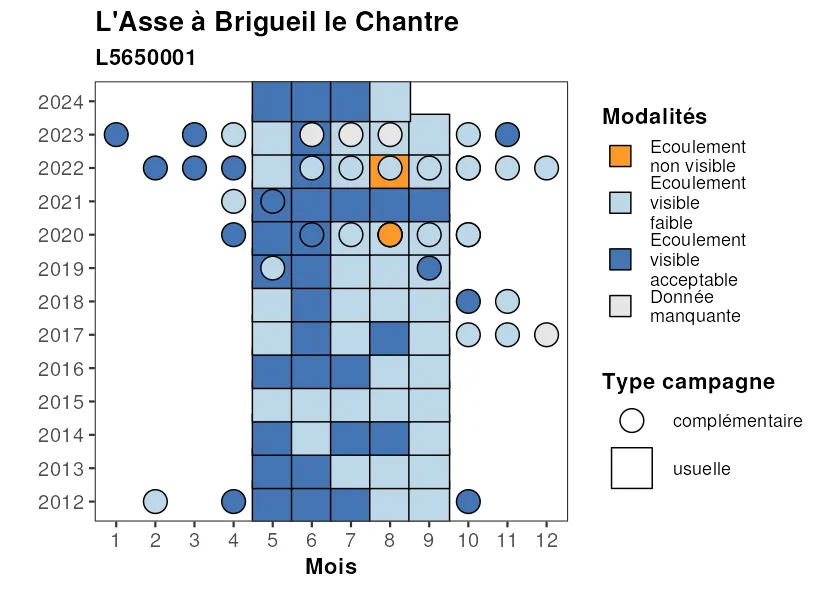 L'Asse à Brigueil le Chantre
L5650001
2024
2023
2022
2021
2020
2019
2018
2017
2016
2015
2014
2013
2012
1 2 3 4 5 6 7 8 9 10 11 12
Mois
Modalités
Ecoulement
non visible
Ecoulement
visible
faible
Ecoulement
visible
acceptable
Donnée
manquante
Type campagne
complémentaire
usuelle